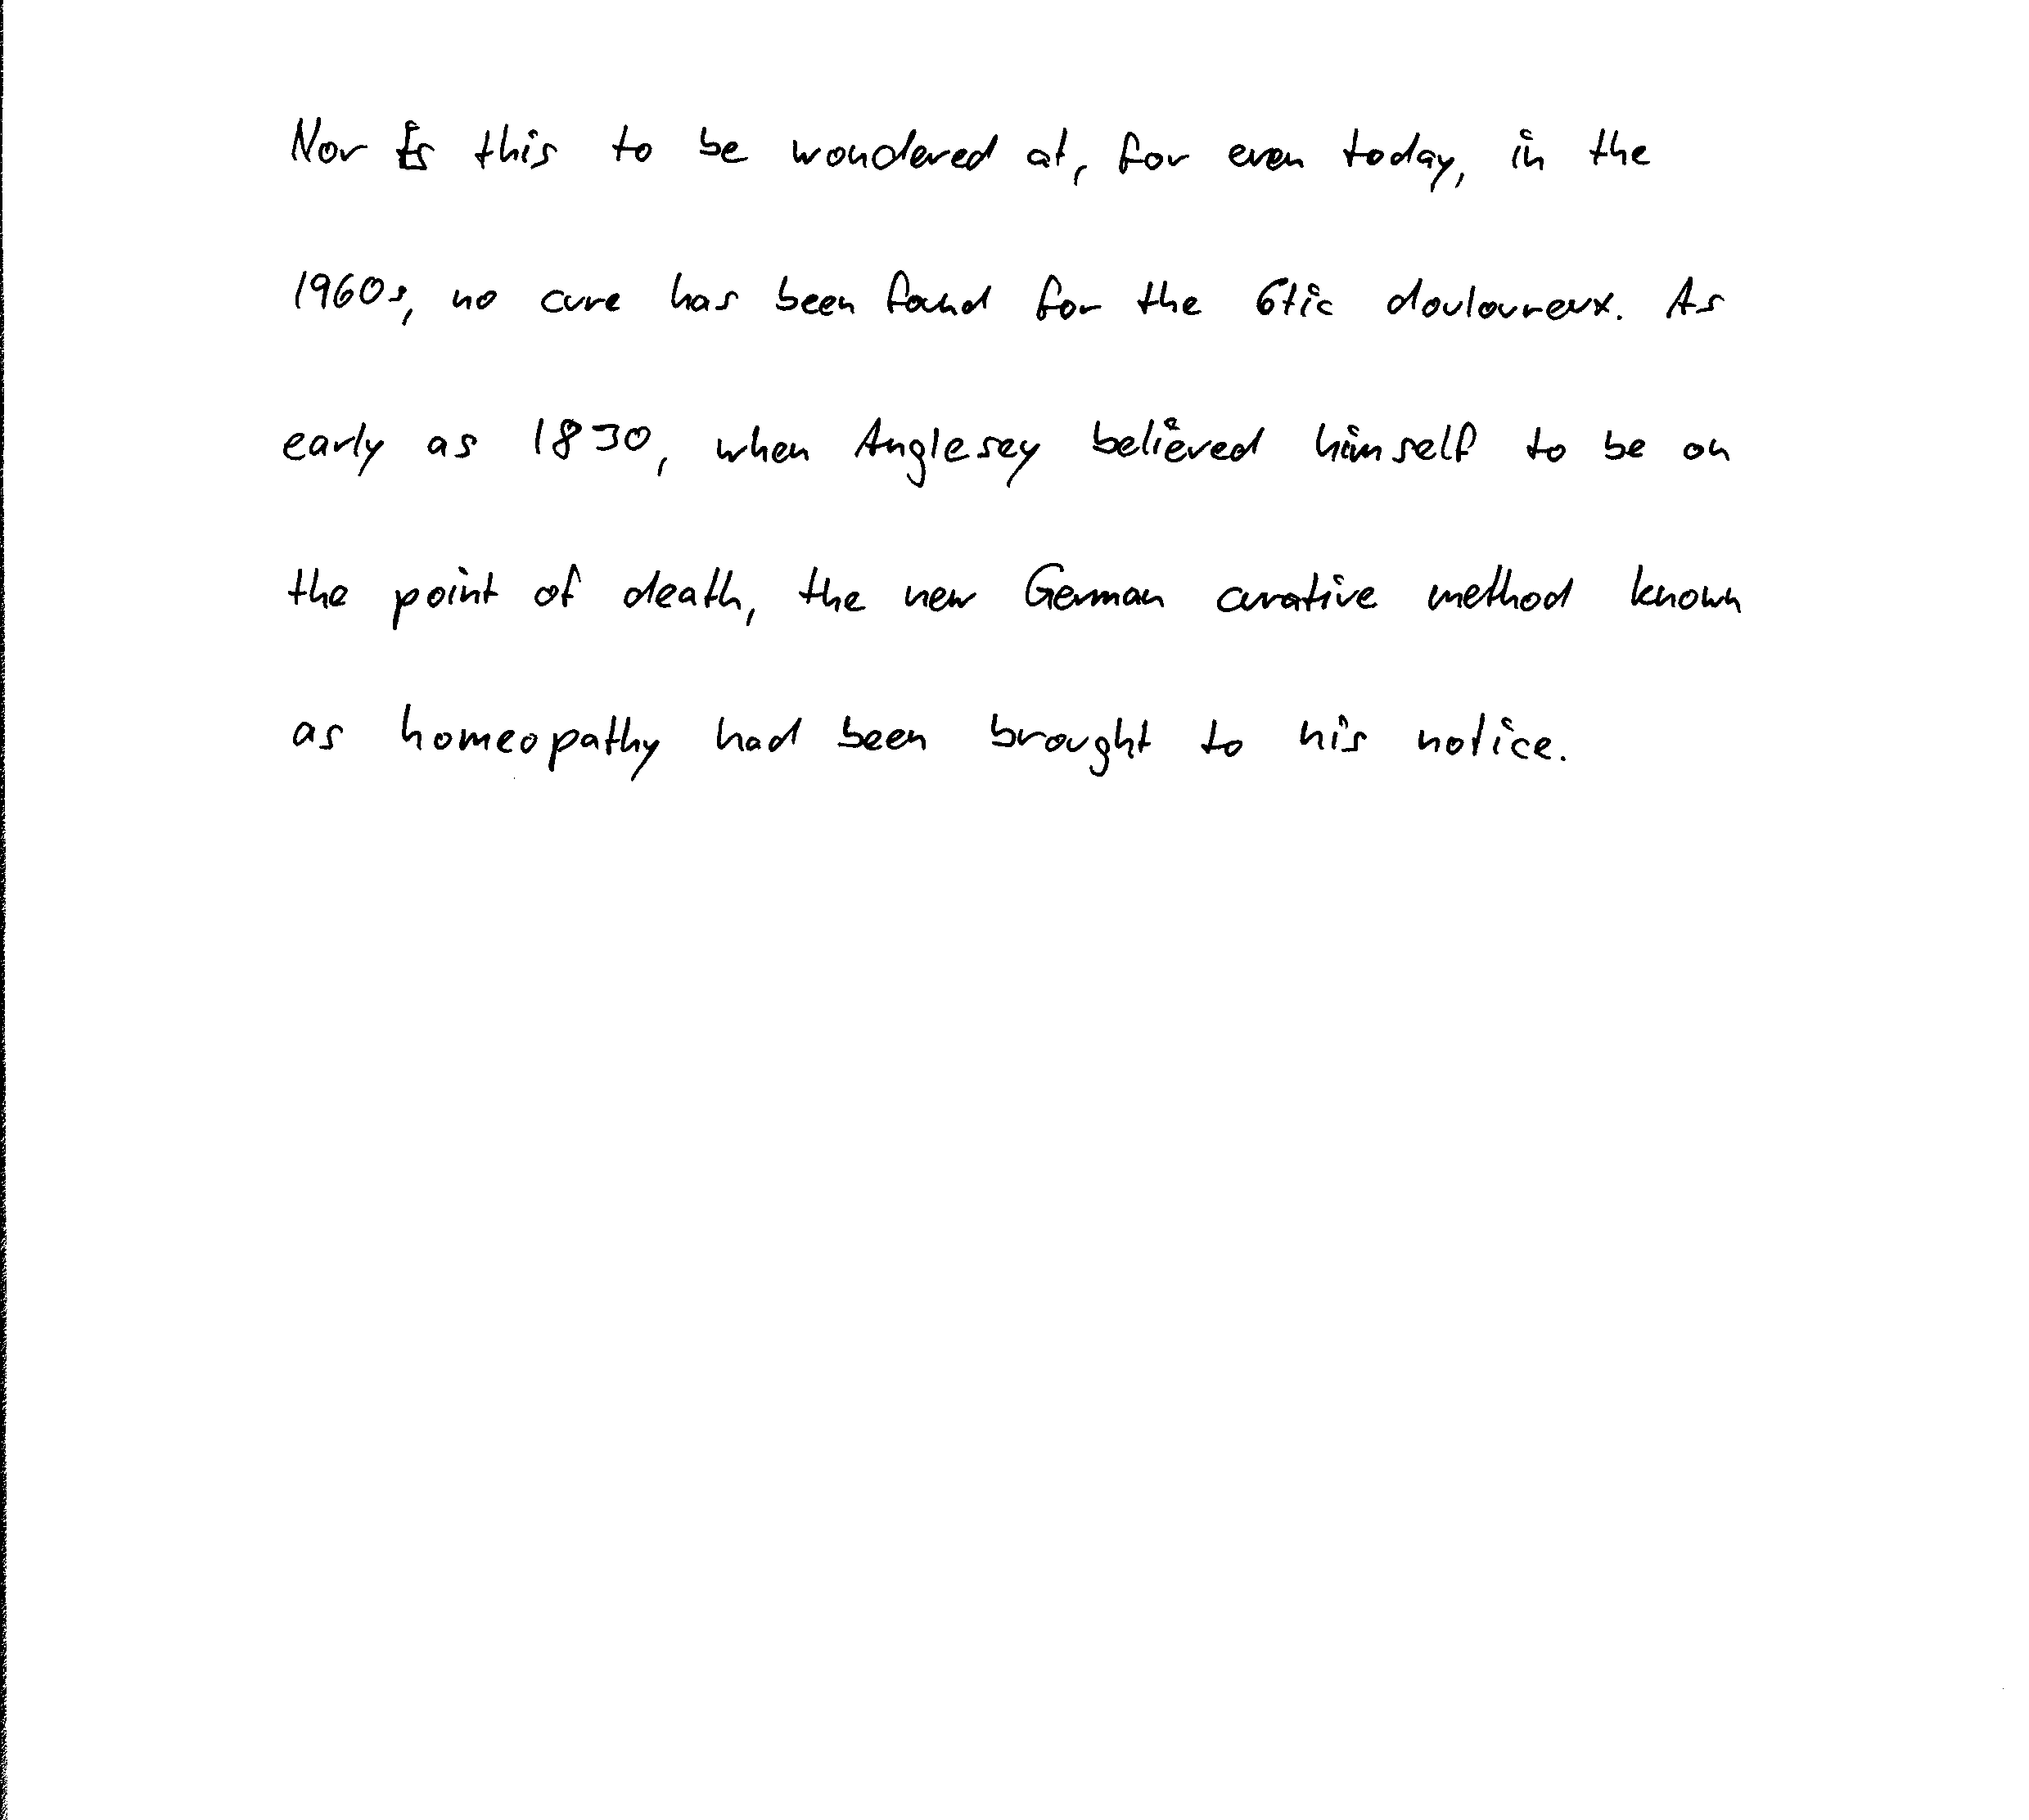 Nor is this to be wondered at, for even today, in the
1960s, no cure has been found for the 6tic douloureux. As
early as 1830, when Anglesey believed himself to be on
the point of death, the new German curative method known
as homeopathy had been brought to his notice.